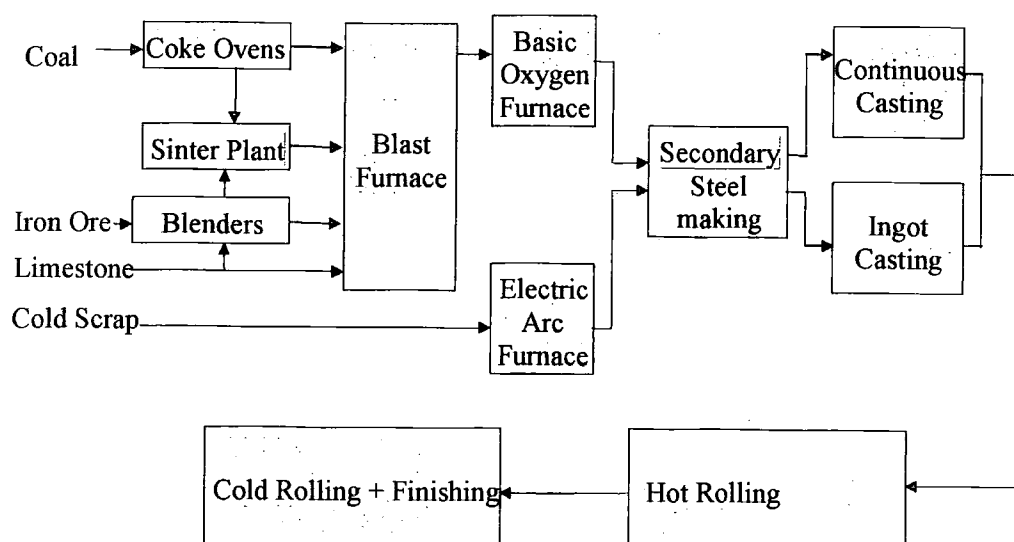 Coal
Coke Ovens
Sinter Plant
Iron Ore
Blenders
Limestone
Cold Scrap
Blast
Furnace
Basic
Oxygen
Furnace
Electric
Arc
Furnace
Secondary
Steel
making
Continuous
Casting
Ingot
Casting
Cold Rolling + Finishing
Hot Rolling